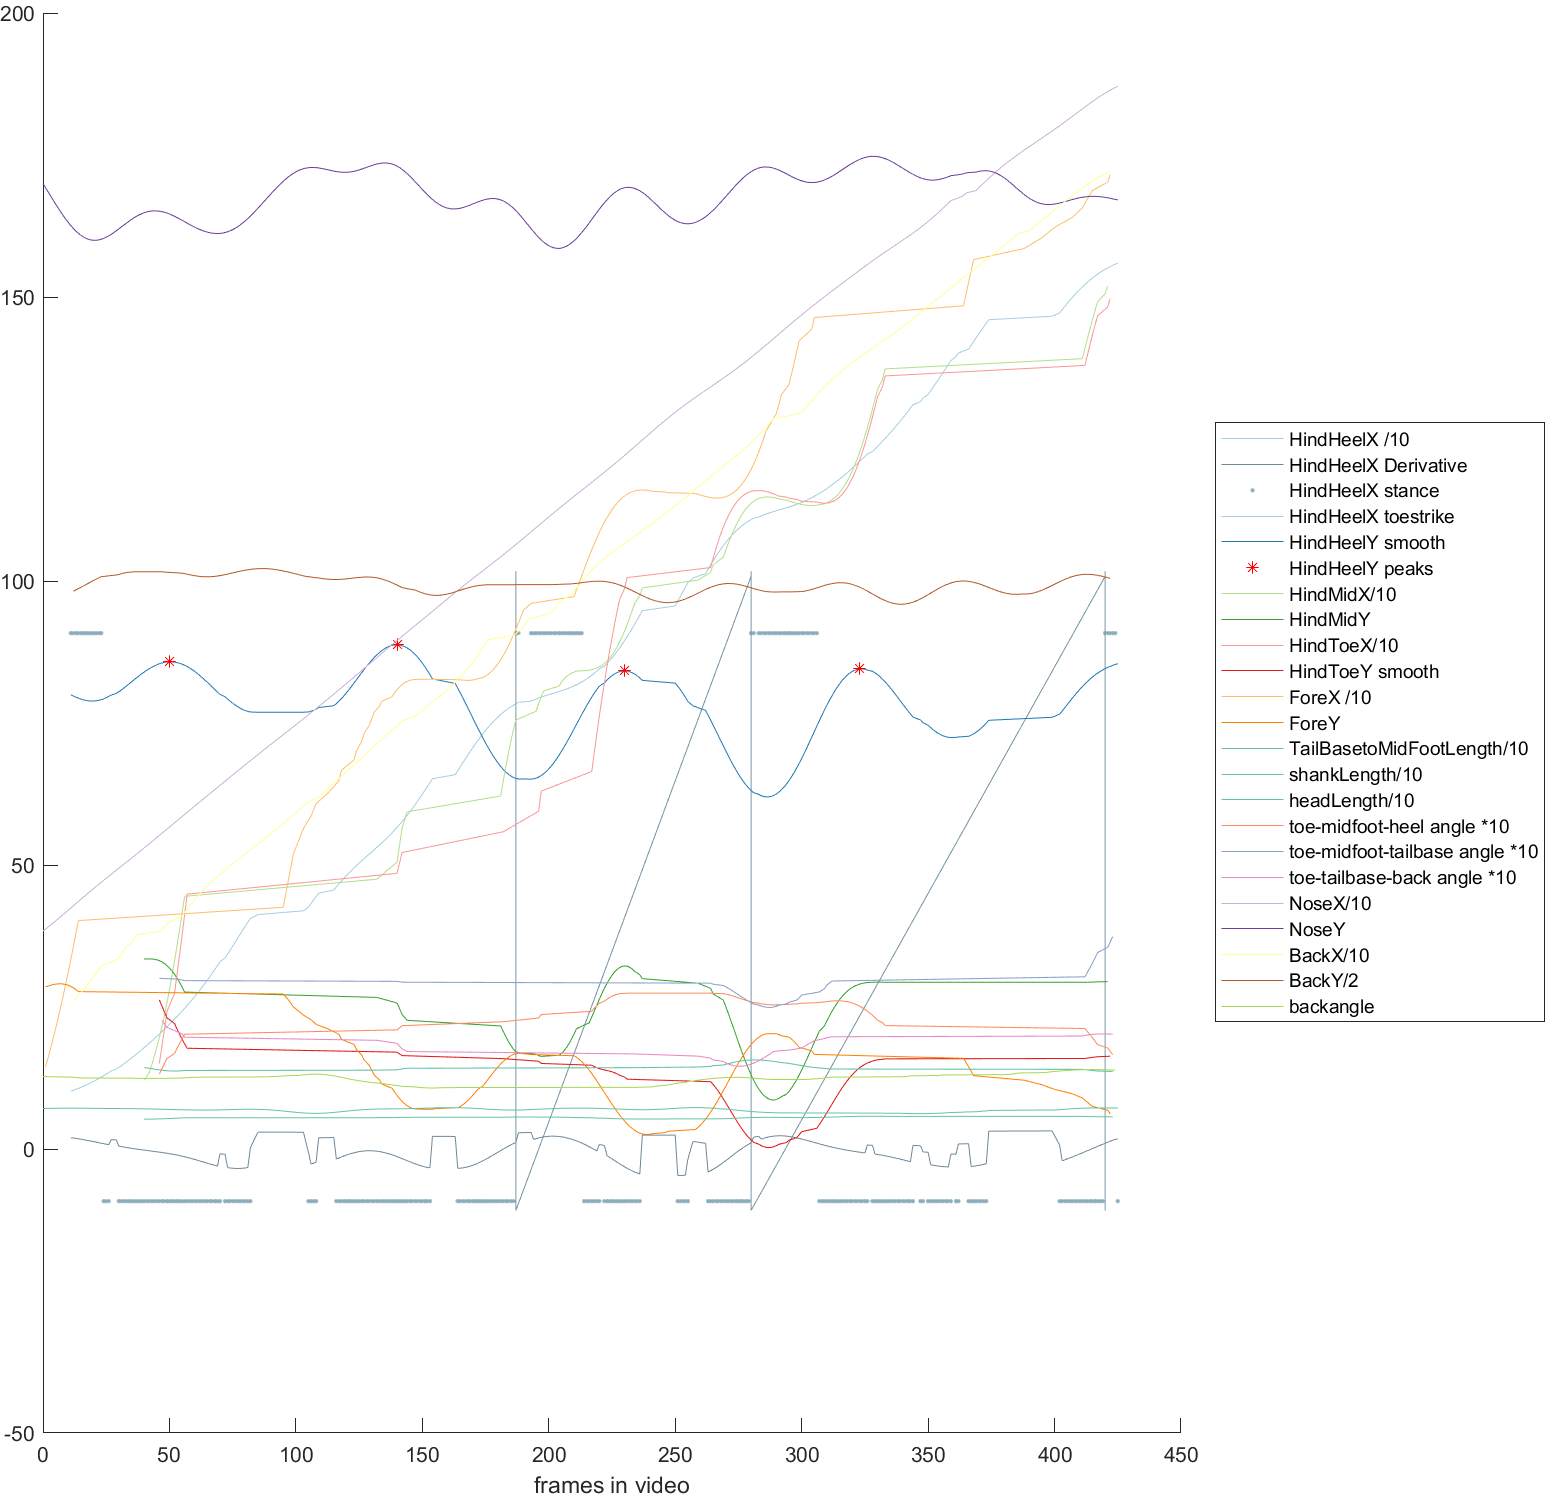 200
150
100
50
0
-50
0 50 100 150 200 250 300 350 400 450
frames in video
HindHeelX /10
HindHeelX Derivative
HindHeelX stance
HindHeelX toestrike
HindHeelY smooth
HindHeelY peaks
HindMidX/10
HindMidY
HindToeX/10
HindToeY smooth
ForeX /10
ForeY
TailBasetoMidFootLength/10
shankLength/10
headLength/10
toe-midfoot-heel angle *10
toe-midfoot-tailbase angle *10
toe-tailbase-back angle *10
NoseX/10
NoseY
BackX/10
BackY/2
backangle